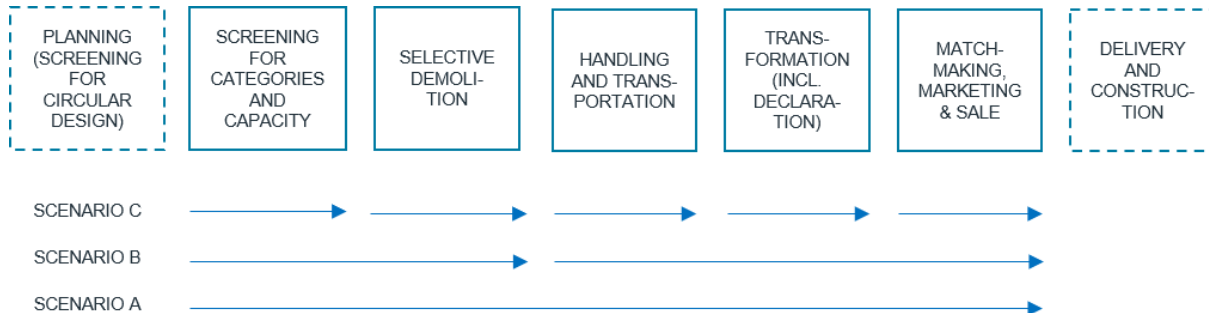 PLANNING
(SCREENING
FOR
CIRCULAR
DESIGN)
SCREENING
FOR
CATEGORIES
AND
CAPACITY
SELECTIVE
DEMOLI-
TION
HANDLING
AND TRANS-
PORTATION
TRANS-
FORMATION
(INCL.
DECLARA-
TION)
MATCH-
MAKING,
MARKETING
& SALE
DELIVERY
AND
CONSTRUC-
TION
SCENARIO C
SCENARIO B
SCENARIO A